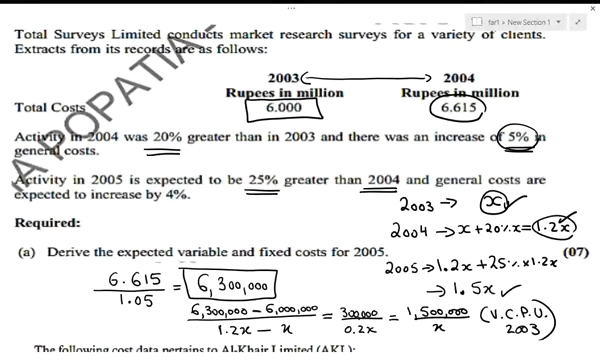 far1 > New Section 1
Total Surveys Limited conducts market research surveys for a variety of clients.
Extracts from its records are as follows:
2003 2004
Rupees in million Rupees in million
Total Costs 6.000 6.615
Activity in 2004 was 20% greater than in 2003 and there was an increase of 5% in
general costs.
Activity in 2005 is expected to be 25% greater than 2004 and general costs are
expected to increase by 4%.
2003 → x
Required:
2004 → x + 20% x = 1.2x
(a) Derive the expected variable and fixed costs for 2005. (07)
2005 → 1.2x + 25% x 1.2x
→ 1.5x
6.615 / 1.05 = 6,300,000
6,300,000 - 6,000,000 / 1.2x - x = 300,000 / 0.2x = 1,500,000 / x (V.C.P.U. 2003)
The following cost data pertains to Al-Khair Limited (AKL):
A POPATIA